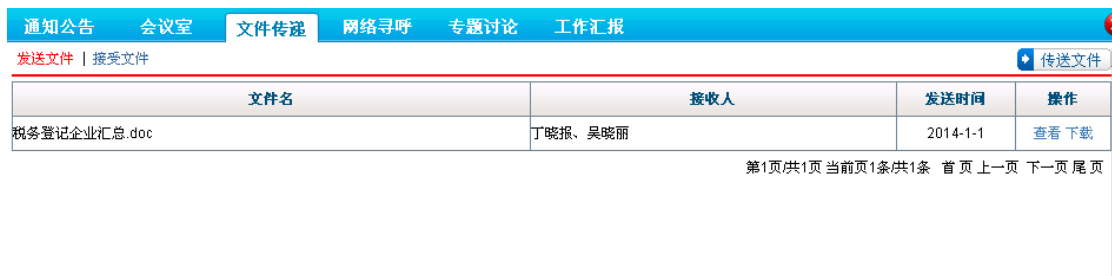 通知公告 会议室 文件传递 网络寻呼 专题讨论 工作汇报
发送文件 | 接受文件 传送文件
文件名 接收人 发送时间 操作
税务登记企业汇总.doc 丁晓报、吴晓丽 2014-1-1 查看 下载
第1页/共1页 当前页1条/共1条 首 页 上一页 下一页 尾 页